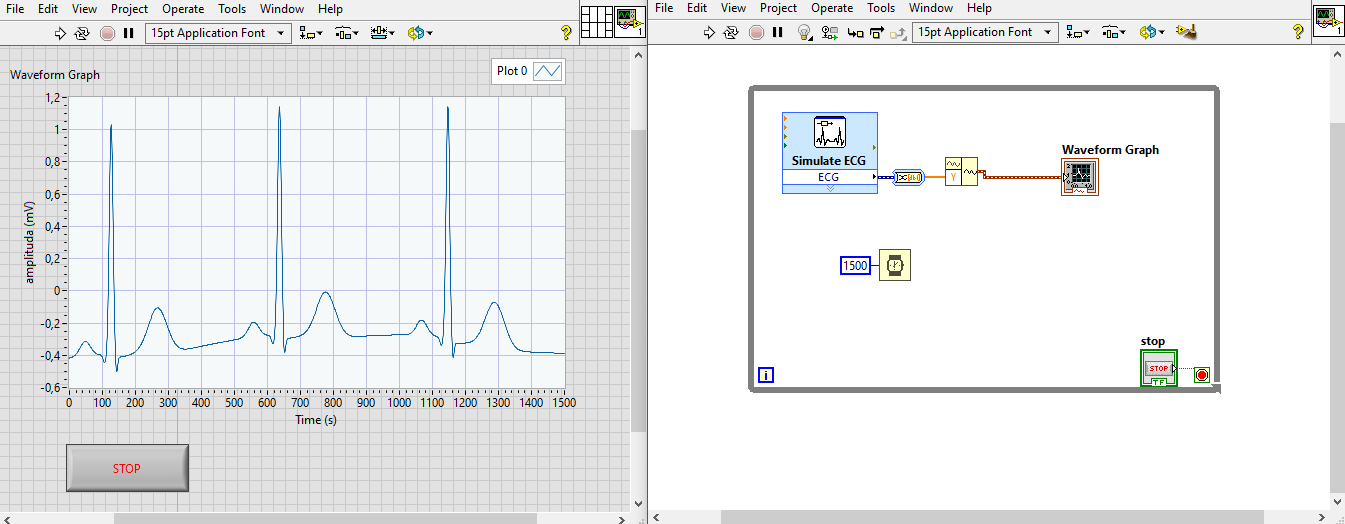 File Edit View Project Operate Tools Window Help
15pt Application Font
?
1
Waveform Graph
Plot 0
1,2
1
0,8
0,6
0,4
0,2
0
-0,2
-0,4
-0,6
amplituda (mV)
0 100 200 300 400 500 600 700 800 900 1000 1100 1200 1300 1400 1500
Time (s)
STOP
File Edit View Project Operate Tools Window Help
15pt Application Font
?
1
Simulate ECG
ECG
Y
Waveform Graph
1500
stop
STOP
TF
i